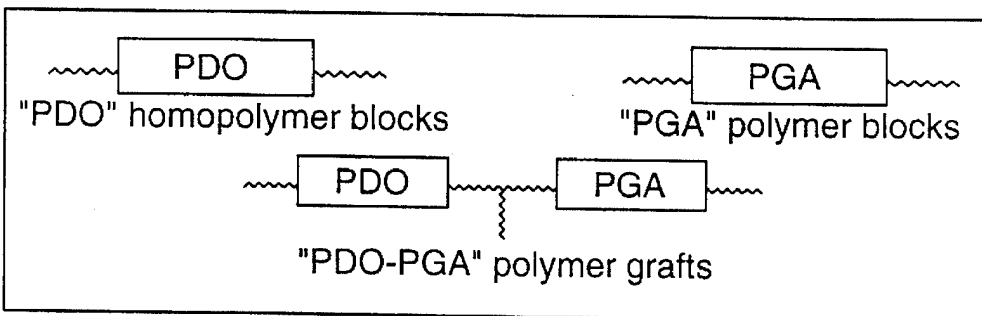 PDO
PGA
"PDO" homopolymer blocks
"PGA" polymer blocks
PDO
PGA
"PDO-PGA" polymer grafts